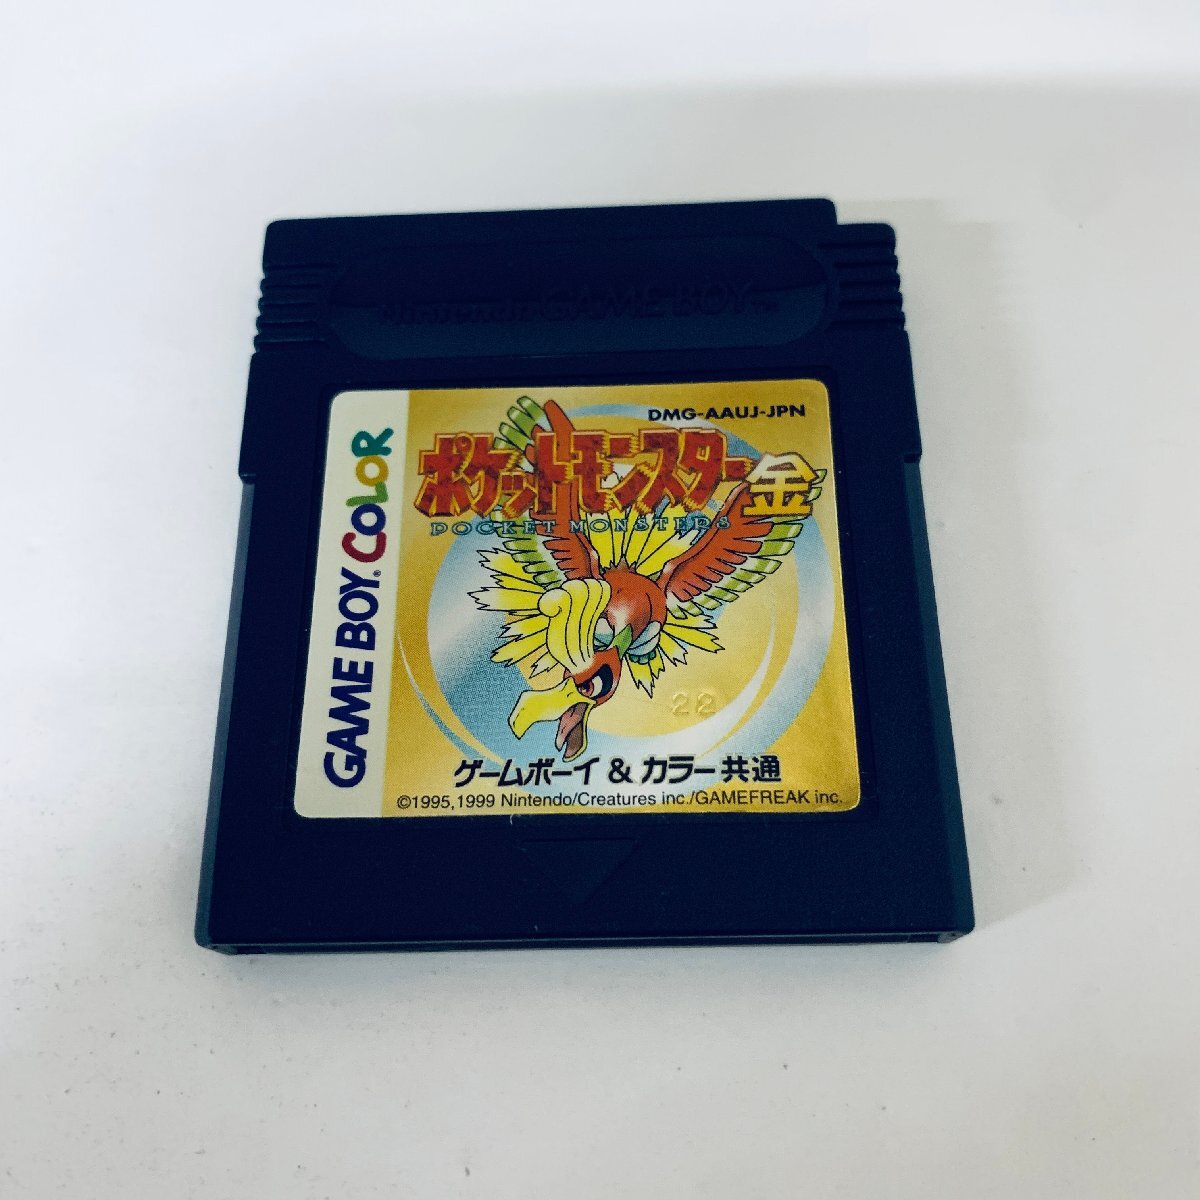 Nintendo GAME BOY™
DMG-AAUJ-JPN
ポケットモンスター金
POCKET MONSTERS
GAME BOY® COLOR
22
ゲームボーイ & カラー共通
©1995,1999 Nintendo/Creatures inc./GAMEFREAK inc.